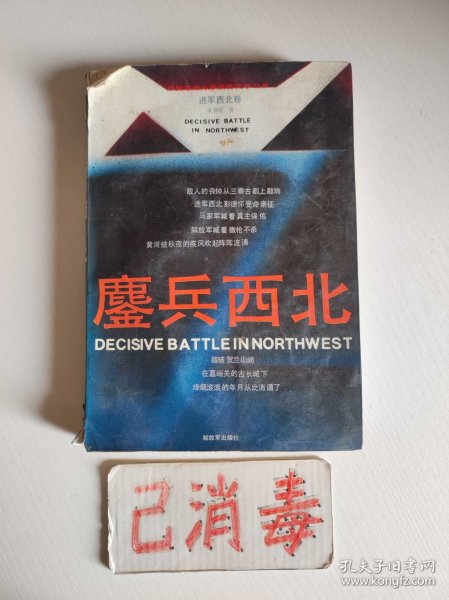 进军西北卷
DECISIVE BATTLE
IN NORTHWEST
敌人的丧钟从三秦古都上敲响
进军西北彭德怀受命亲征
马家军喊着真主保佑
解放军喊着缴枪不杀
黄河被秋夜的疾风吹起阵阵波涛
鏖兵西北
DECISIVE BATTLE IN NORTHWEST
踏破贺兰山阙
在嘉峪关的古长城下
烽烟滚滚的年月从此消遁了
解放军出版社
己消毒
孔夫子旧书网
www.kongfz.com